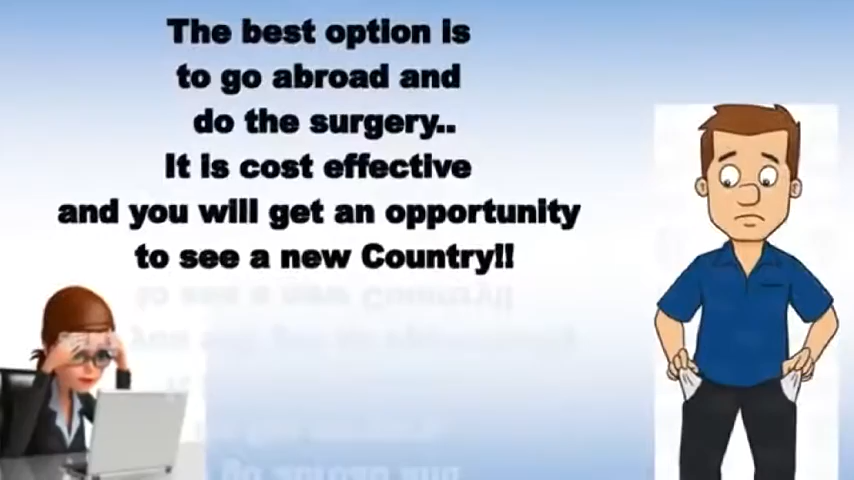 The best option is
to go abroad and
do the surgery..
It is cost effective
and you will get an opportunity
to see a new Country!!